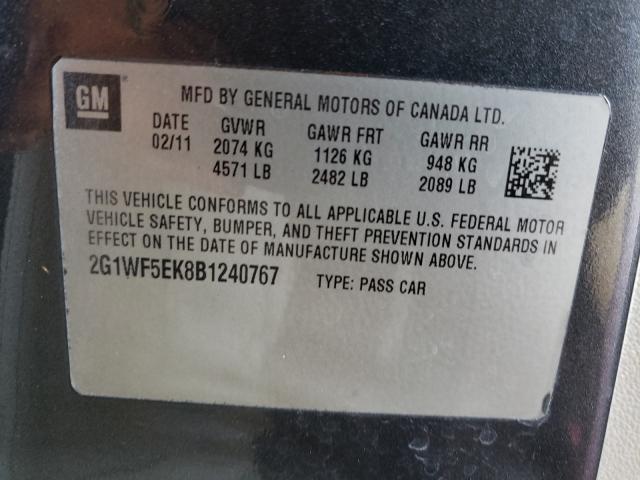 GM
MFD BY GENERAL MOTORS OF CANADA LTD.
DATE GVWR GAWR FRT GAWR RR
02/11 2074 KG 1126 KG 948 KG
4571 LB 2482 LB 2089 LB
THIS VEHICLE CONFORMS TO ALL APPLICABLE U.S. FEDERAL MOTOR
VEHICLE SAFETY, BUMPER, AND THEFT PREVENTION STANDARDS IN
EFFECT ON THE DATE OF MANUFACTURE SHOWN ABOVE.
2G1WF5EK8B1240767 TYPE: PASS CAR